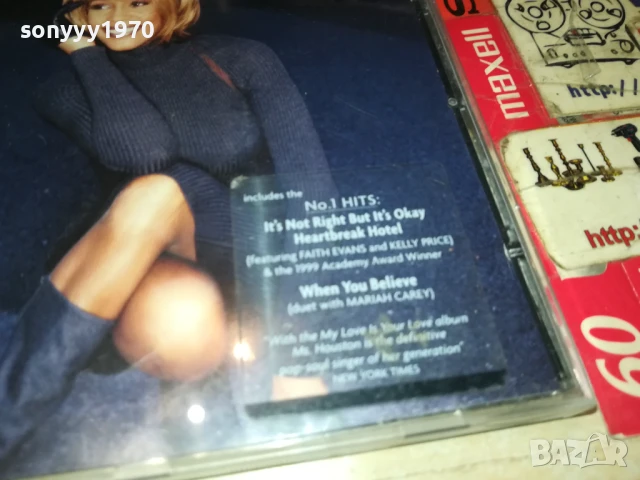 sonyyy1970
maxell
http://
includes the
No.1 HITS:
It's Not Right But It's Okay
Heartbreak Hotel
(featuring FAITH EVANS and KELLY PRICE)
& the 1999 Academy Award Winner
When You Believe
(duet with MARIAH CAREY)
"With the My Love Is Your Love album
Ms. Houston is the definitive
pop soul singer of her generation"
NEW YORK TIMES
http:
60
BAZAR
bg